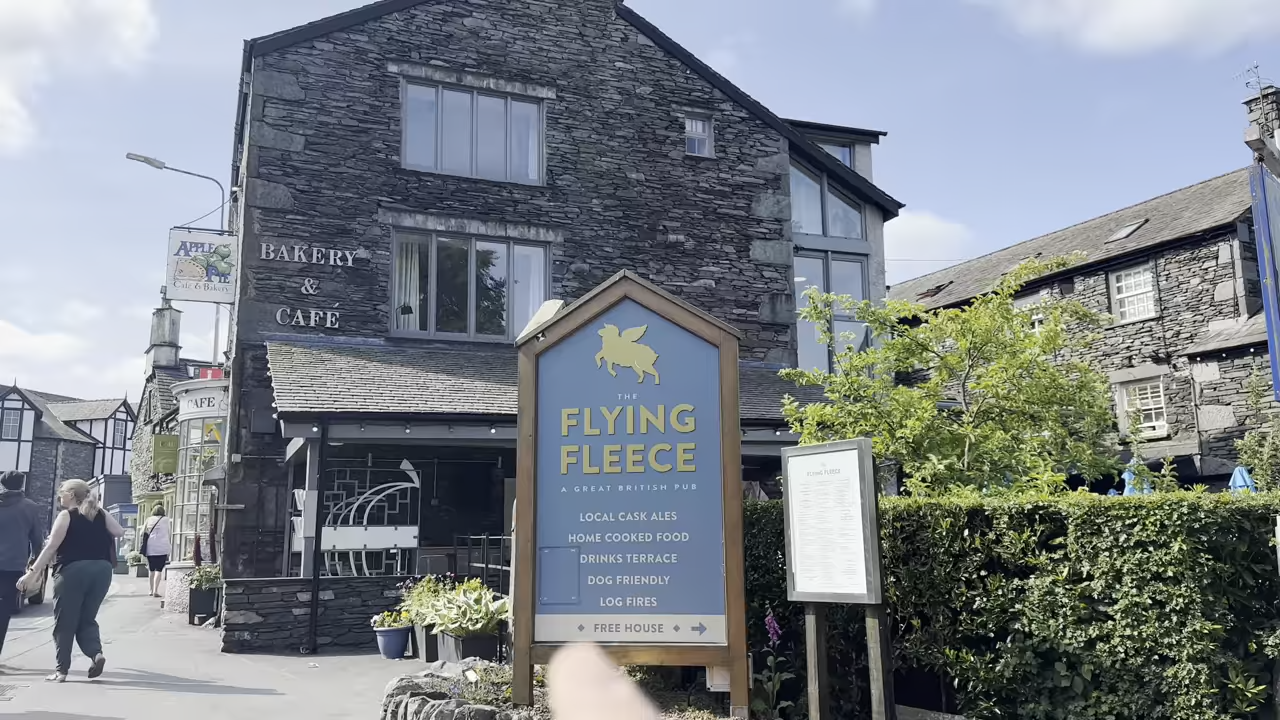 APPLE
PIE
Café & Bakery
BAKERY
&
CAFÉ
CAFE
THE
FLYING
FLEECE
A GREAT BRITISH PUB
LOCAL CASK ALES
HOME COOKED FOOD
DRINKS TERRACE
DOG FRIENDLY
LOG FIRES
FREE HOUSE
FLYING FLEECE